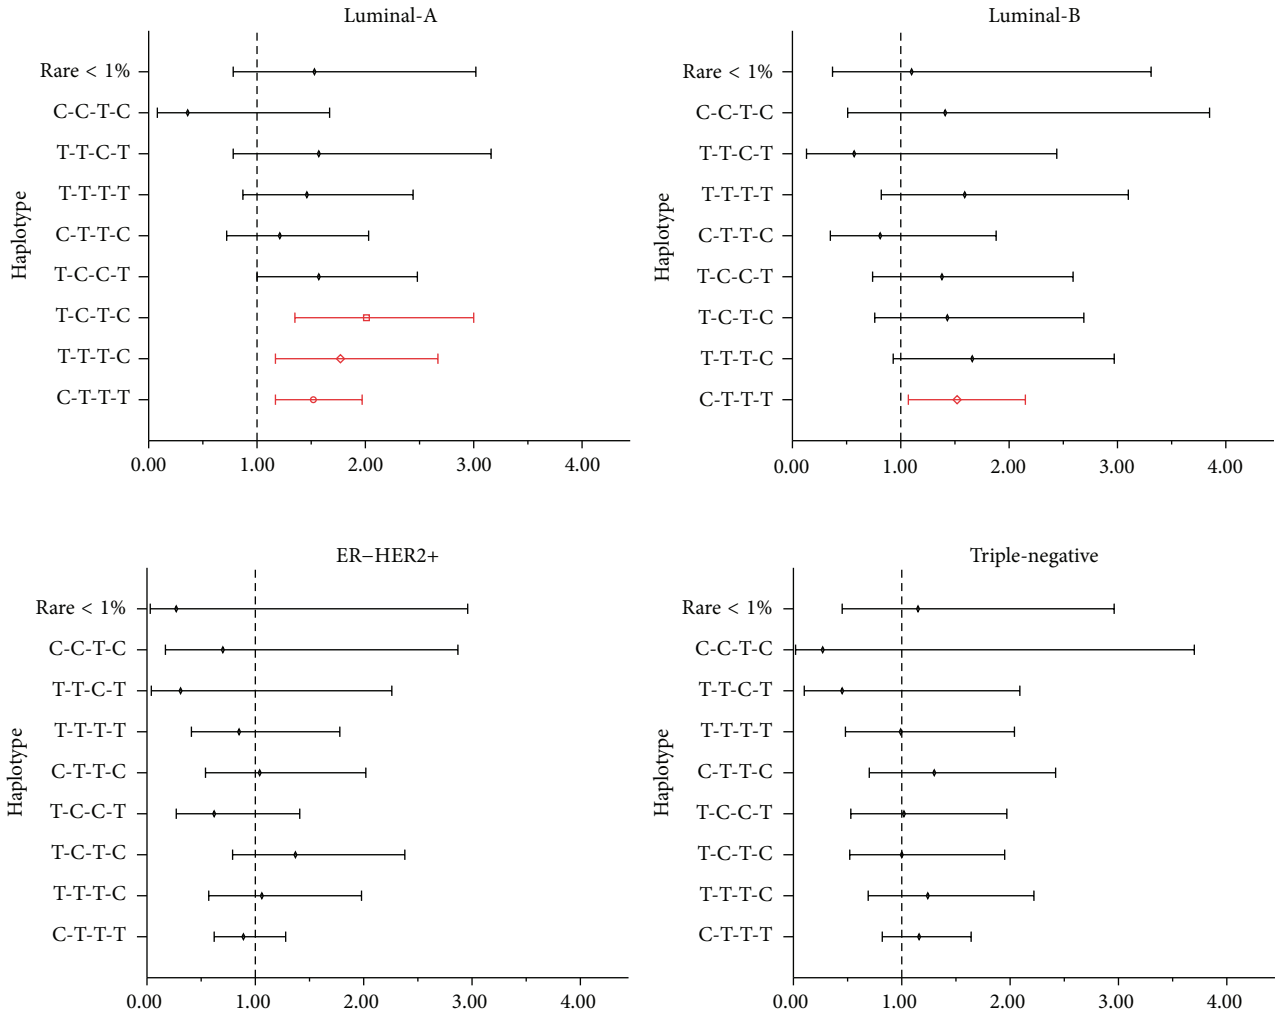 Luminal-A
Haplotype
Rare < 1%
C-C-T-C
T-T-C-T
T-T-T-T
C-T-T-C
T-C-C-T
T-C-T-C
T-T-T-C
C-T-T-T
0.00 1.00 2.00 3.00 4.00
Luminal-B
Haplotype
Rare < 1%
C-C-T-C
T-T-C-T
T-T-T-T
C-T-T-C
T-C-C-T
T-C-T-C
T-T-T-C
C-T-T-T
0.00 1.00 2.00 3.00 4.00
ER−HER2+
Haplotype
Rare < 1%
C-C-T-C
T-T-C-T
T-T-T-T
C-T-T-C
T-C-C-T
T-C-T-C
T-T-T-C
C-T-T-T
0.00 1.00 2.00 3.00 4.00
Triple-negative
Haplotype
Rare < 1%
C-C-T-C
T-T-C-T
T-T-T-T
C-T-T-C
T-C-C-T
T-C-T-C
T-T-T-C
C-T-T-T
0.00 1.00 2.00 3.00 4.00